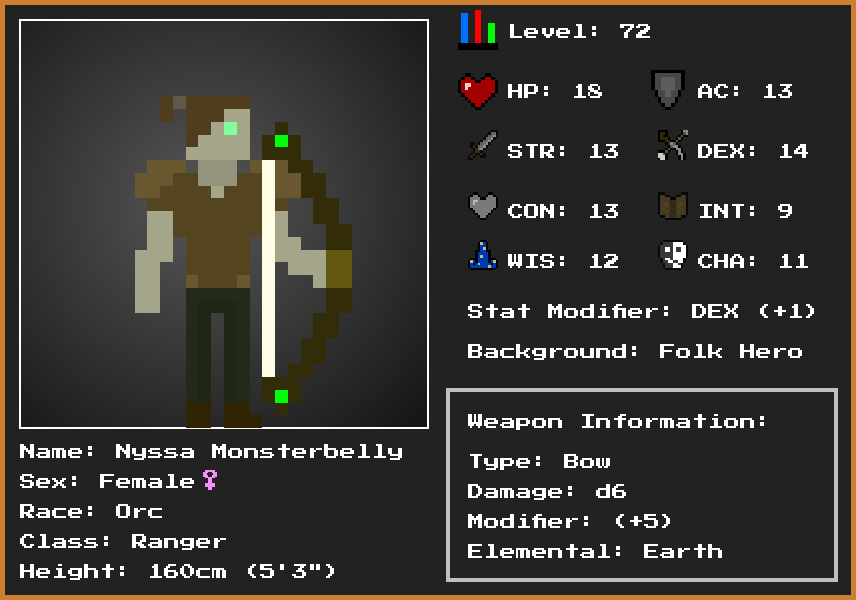 Level: 72
HP: 18
AC: 13
STR: 13
DEX: 14
CON: 13
INT: 9
WIS: 12
CHA: 11
Stat Modifier: DEX (+1)
Background: Folk Hero
Weapon Information:
Type: Bow
Damage: d6
Modifier: (+5)
Elemental: Earth
Name: Nyssa Monsterbelly
Sex: Female♀
Race: Orc
Class: Ranger
Height: 160cm (5'3")